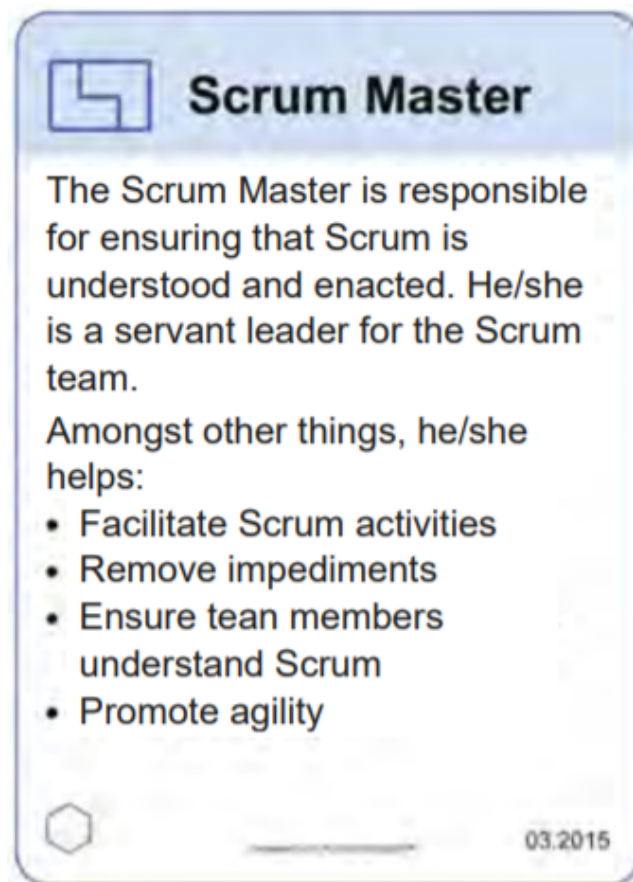 Scrum Master
The Scrum Master is responsible
for ensuring that Scrum is
understood and enacted. He/she
is a servant leader for the Scrum
team.
Amongst other things, he/she
helps:
• Facilitate Scrum activities
• Remove impediments
• Ensure tean members
understand Scrum
• Promote agility
03.2015